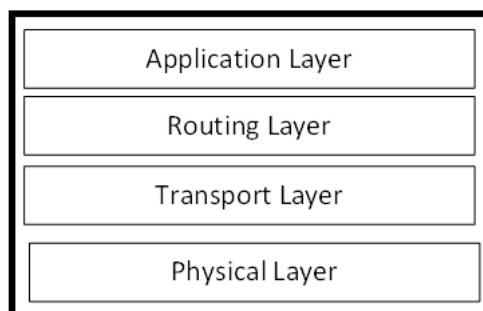 Application Layer
Routing Layer
Transport Layer
Physical Layer